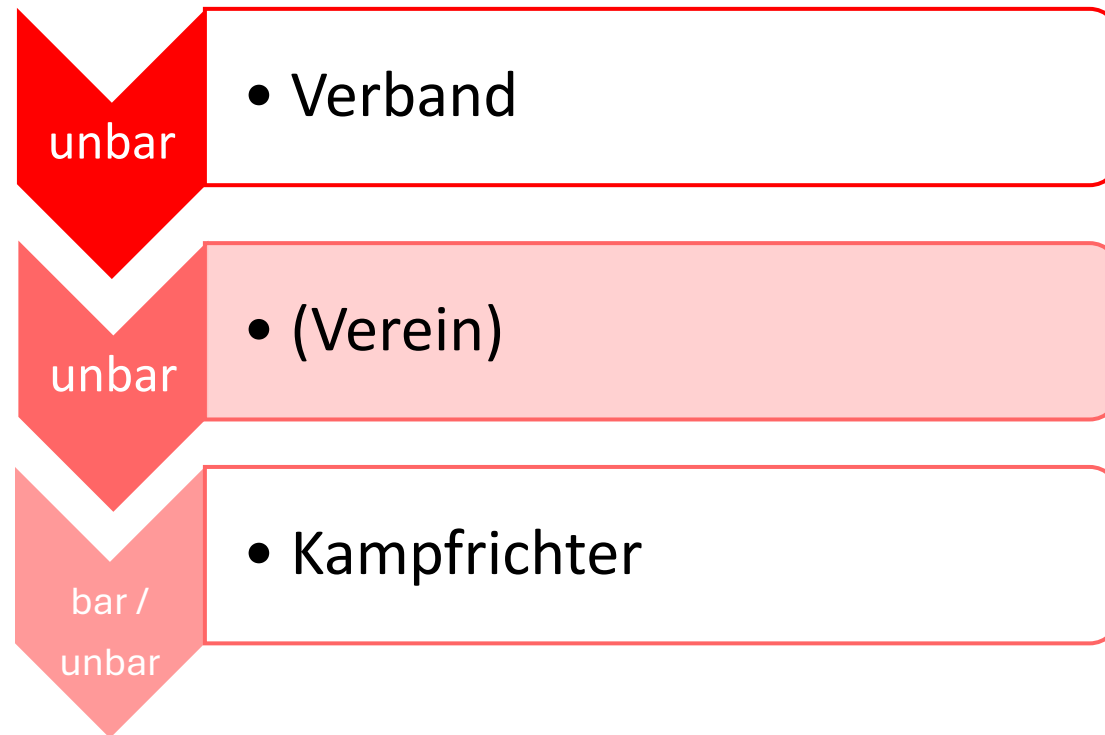 unbar
• Verband
unbar
• (Verein)
bar /
unbar
• Kampfrichter